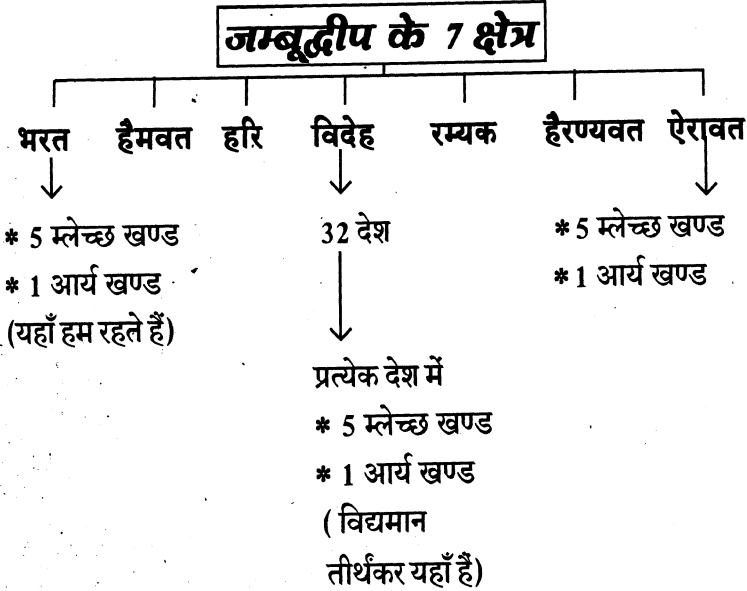 जम्बूद्वीप के 7 क्षेत्र
भरत हैमवत हरि विदेह रम्यक हैरण्यवत ऐरावत
* 5 म्लेच्छ खण्ड
* 1 आर्य खण्ड
(यहाँ हम रहते हैं)
32 देश
प्रत्येक देश में
* 5 म्लेच्छ खण्ड
* 1 आर्य खण्ड
( विद्यमान
तीर्थंकर यहाँ हैं)
* 5 म्लेच्छ खण्ड
* 1 आर्य खण्ड